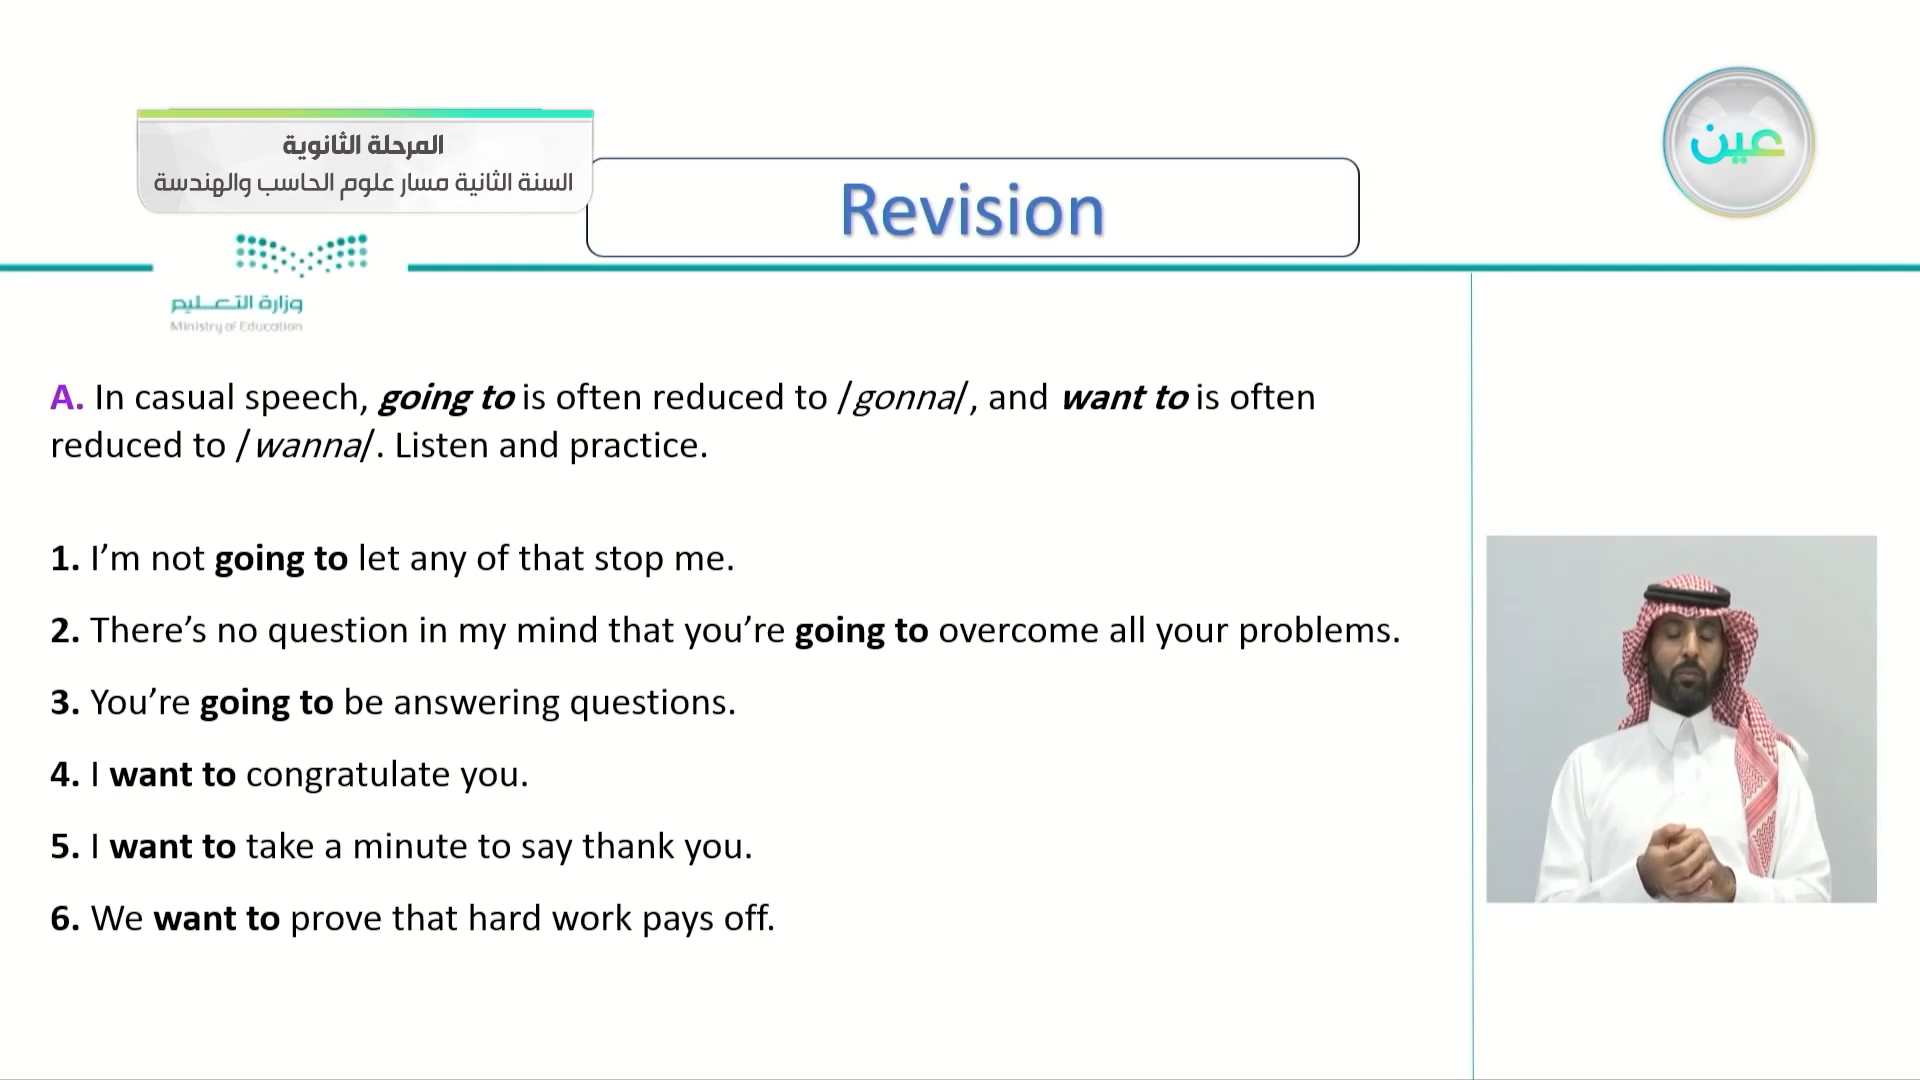 المرحلة الثانوية
السنة الثانية مسار علوم الحاسب والهندسة
عين
Revision
وزارة التعليم
Ministry of Education
A. In casual speech, going to is often reduced to /gonna/, and want to is often
reduced to /wanna/. Listen and practice.
1. I’m not going to let any of that stop me.
2. There’s no question in my mind that you’re going to overcome all your problems.
3. You’re going to be answering questions.
4. I want to congratulate you.
5. I want to take a minute to say thank you.
6. We want to prove that hard work pays off.